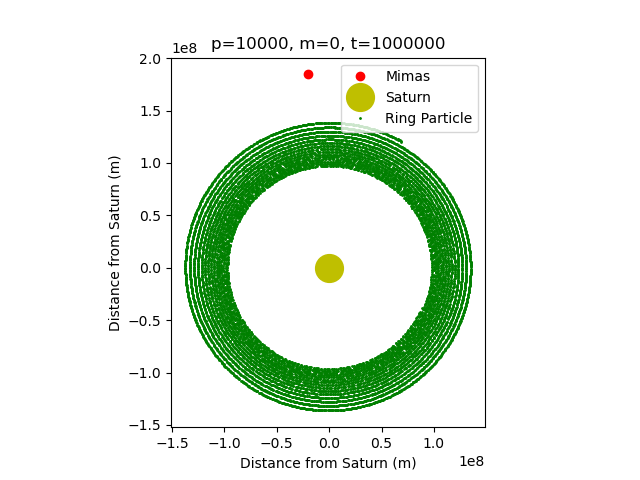 p=10000, m=0, t=1000000
1e8
2.0
1.5
1.0
0.5
0.0
−0.5
−1.0
−1.5
Distance from Saturn (m)
Mimas
Saturn
Ring Particle
−1.5 −1.0 −0.5 0.0 0.5 1.0
Distance from Saturn (m)
1e8